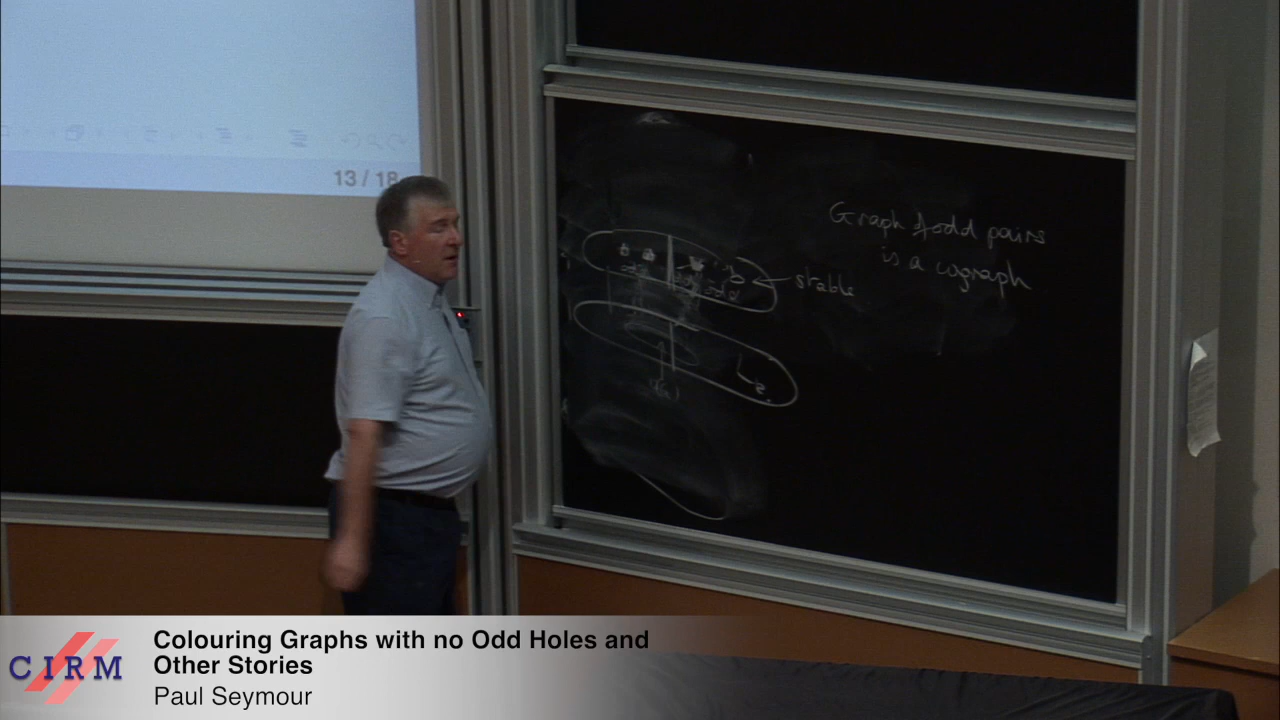 13 / 18
Graph of odd pairs
is a cograph
stable
Colouring Graphs with no Odd Holes and
Other Stories
CIRM
Paul Seymour